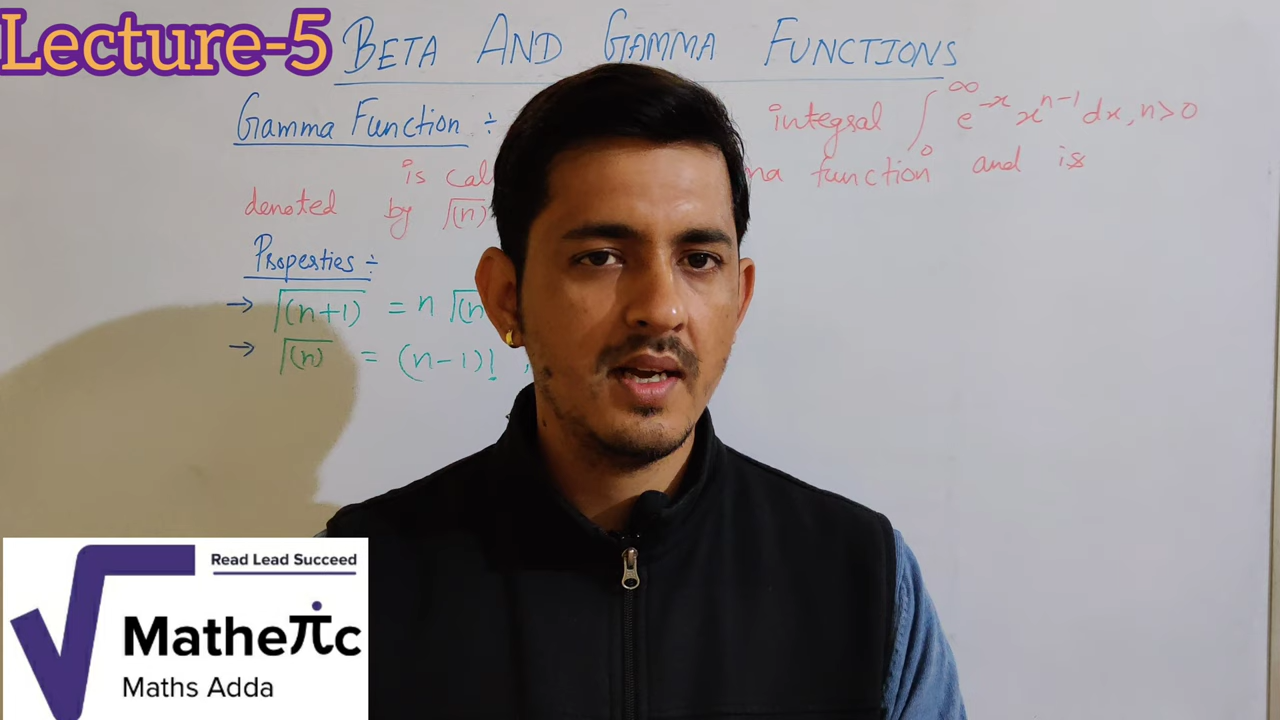 Lecture-5
BETA AND GAMMA FUNCTIONS
Gamma Function ÷ integral ∫₀^∞ e^{-x} x^{n-1} dx, n>0
is cal ma function and is
denoted by √(n)
Properties ÷
→ √(n+1) = n √(n
→ √(n) = (n-1)! ,
Read Lead Succeed
Matheπc
Maths Adda